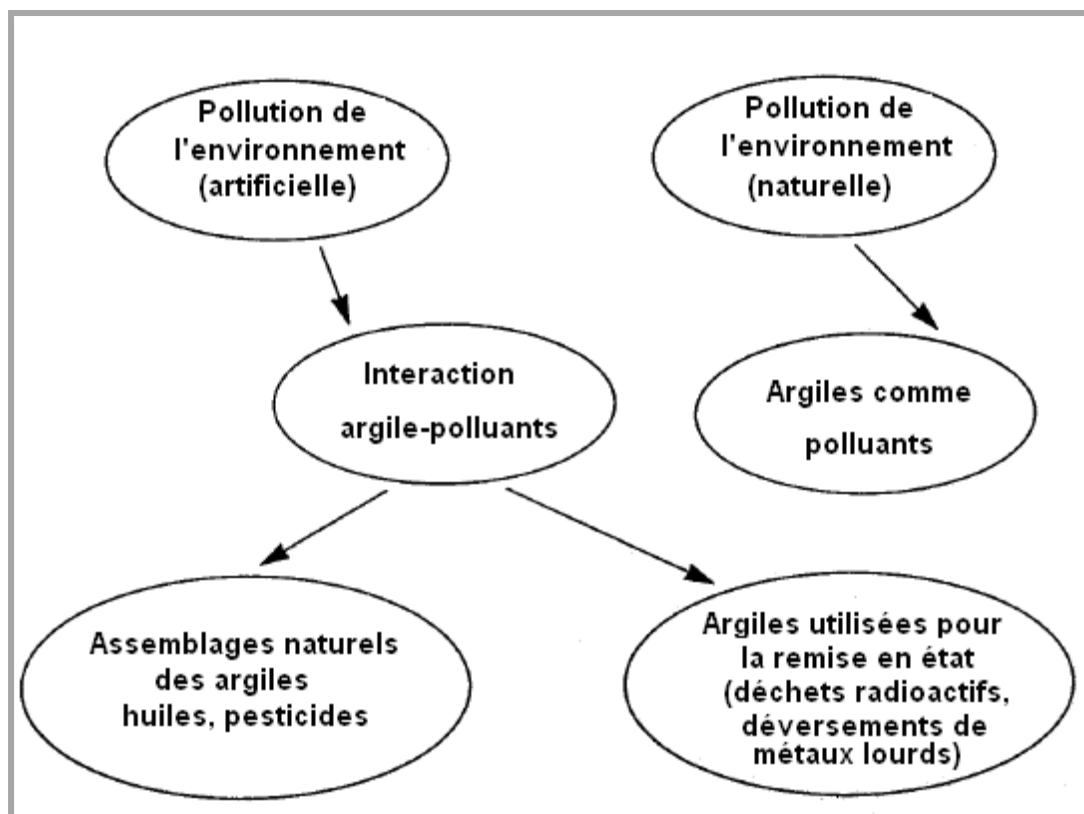 Pollution de
l'environnement
(artificielle)
Pollution de
l'environnement
(naturelle)
Interaction
argile-polluants
Argiles comme
polluants
Assemblages naturels
des argiles
huiles, pesticides
Argiles utilisées pour
la remise en état
(déchets radioactifs,
déversements de
métaux lourds)